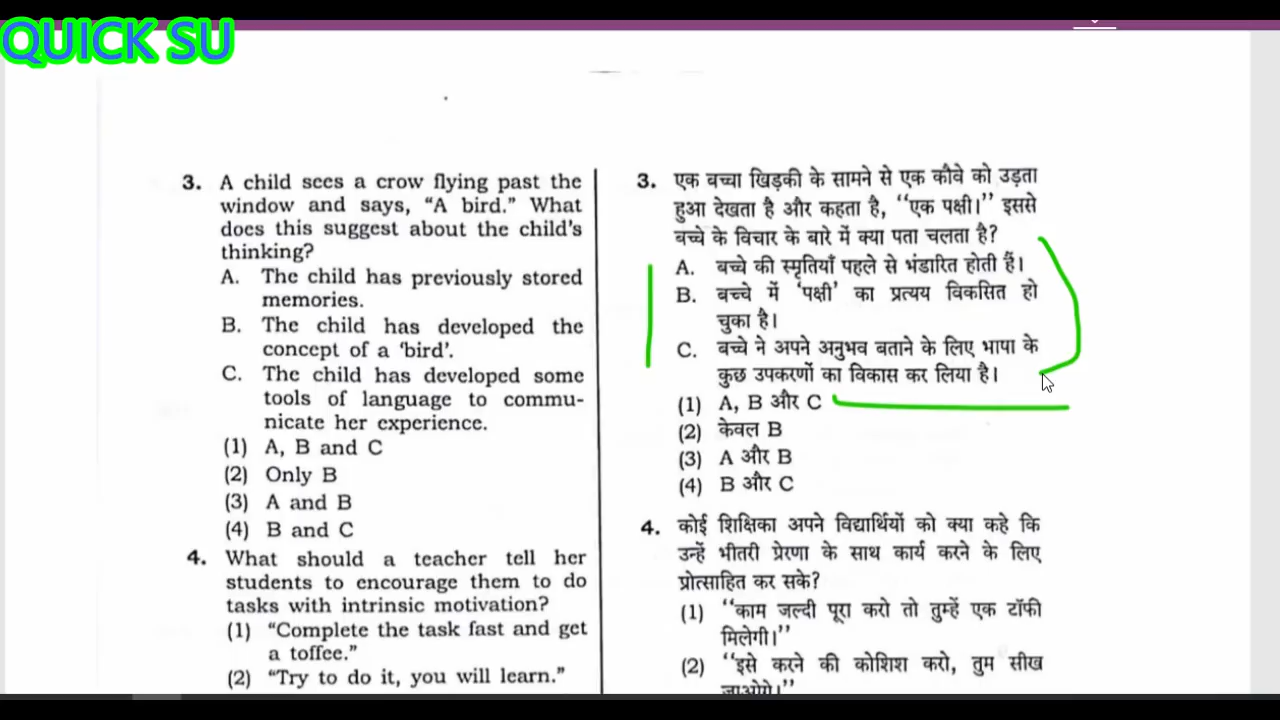 QUICK SU
3. A child sees a crow flying past the
window and says, “A bird.” What
does this suggest about the child’s
thinking?
A. The child has previously stored
memories.
B. The child has developed the
concept of a ‘bird’.
C. The child has developed some
tools of language to commu-
nicate her experience.
(1) A, B and C
(2) Only B
(3) A and B
(4) B and C
4. What should a teacher tell her
students to encourage them to do
tasks with intrinsic motivation?
(1) “Complete the task fast and get
a toffee.”
(2) “Try to do it, you will learn.”
3. एक बच्चा खिड़की के सामने से एक कौवे को उड़ता
हुआ देखता है और कहता है, “एक पक्षी।” इससे
बच्चे के विचार के बारे में क्या पता चलता है?
A. बच्चे की स्मृतियाँ पहले से भंडारित होती हैं।
B. बच्चे में ‘पक्षी’ का प्रत्यय विकसित हो
चुका है।
C. बच्चे ने अपने अनुभव बताने के लिए भाषा के
कुछ उपकरणों का विकास कर लिया है।
(1) A, B और C
(2) केवल B
(3) A और B
(4) B और C
4. कोई शिक्षिका अपने विद्यार्थियों को क्या कहे कि
उन्हें भीतरी प्रेरणा के साथ कार्य करने के लिए
प्रोत्साहित कर सके?
(1) “काम जल्दी पूरा करो तो तुम्हें एक टॉफी
मिलेगी।”
(2) “इसे करने की कोशिश करो, तुम सीख
जाओगे।”